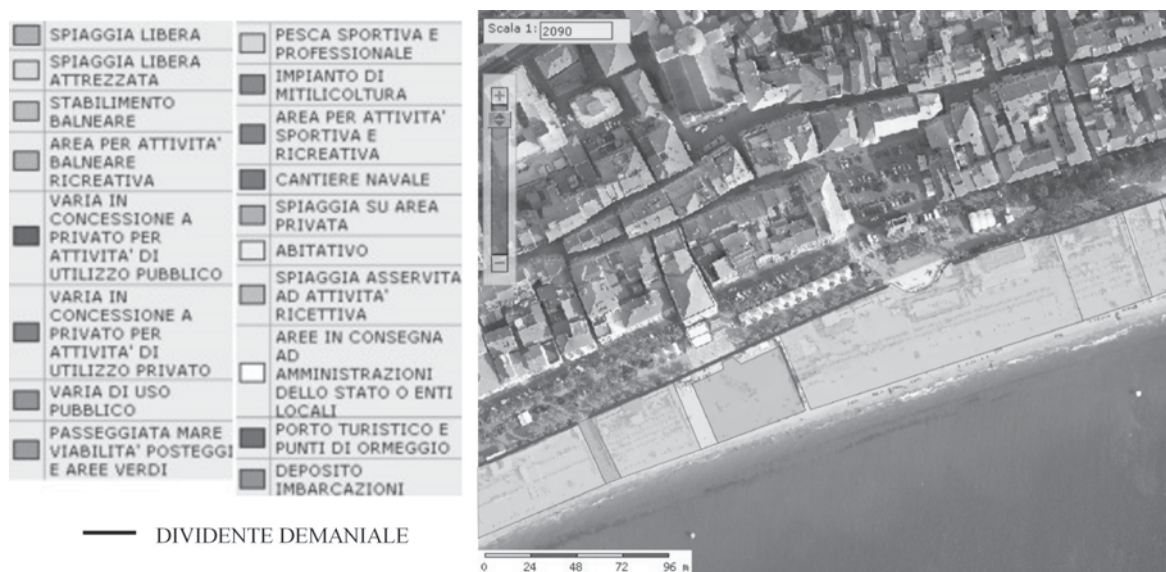 SPIAGGIA LIBERA
SPIAGGIA LIBERA
ATTREZZATA
STABILIMENTO
BALNEARE
AREA PER ATTIVITA'
BALNEARE
RICREATIVA
VARIA IN
CONCESSIONE A
PRIVATO PER
ATTIVITA' DI
UTILIZZO PUBBLICO
VARIA IN
CONCESSIONE A
PRIVATO PER
ATTIVITA' DI
UTILIZZO PRIVATO
VARIA DI USO
PUBBLICO
PASSEGGIATA MARE
VIABILITA' POSTEGGI
E AREE VERDI
PESCA SPORTIVA E
PROFESSIONALE
IMPIANTO DI
MITILICOLTURA
AREA PER ATTIVITA'
SPORTIVA E
RICREATIVA
CANTIERE NAVALE
SPIAGGIA SU AREA
PRIVATA
ABITATIVO
SPIAGGIA ASSERVITA
AD ATTIVITA'
RICETTIVA
AREE IN CONSEGNA
AD
AMMINISTRAZIONI
DELLO STATO O ENTI
LOCALI
PORTO TURISTICO E
PUNTI DI ORMEGGIO
DEPOSITO
IMBARCAZIONI
DIVIDENTE DEMANIALE
Scala 1: 2090
0 24 48 72 96 m